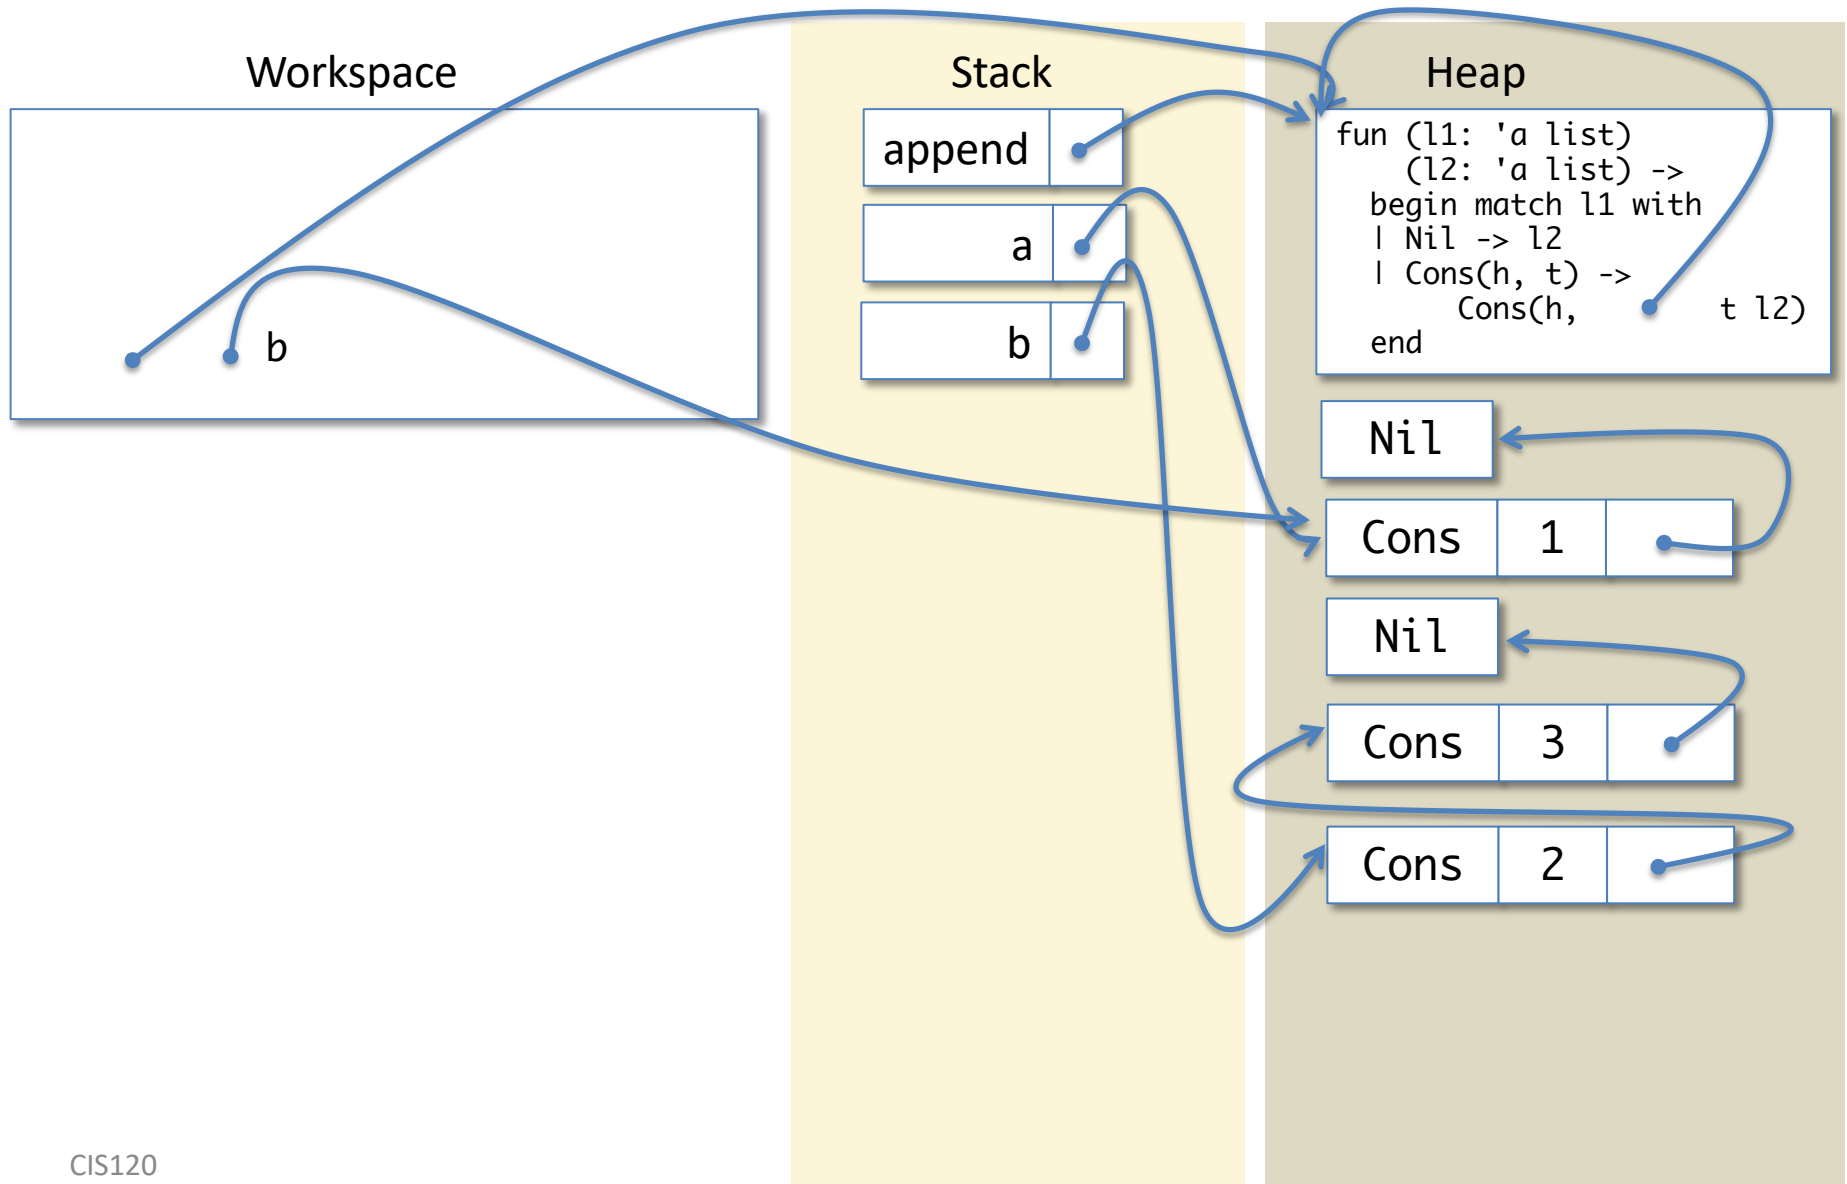 Workspace
Stack
Heap
b
append
a
b
fun (l1: 'a list)
(l2: 'a list) ->
begin match l1 with
| Nil -> l2
| Cons(h, t) ->
Cons(h, t l2)
end
Nil
Cons 1
Nil
Cons 3
Cons 2
CIS120